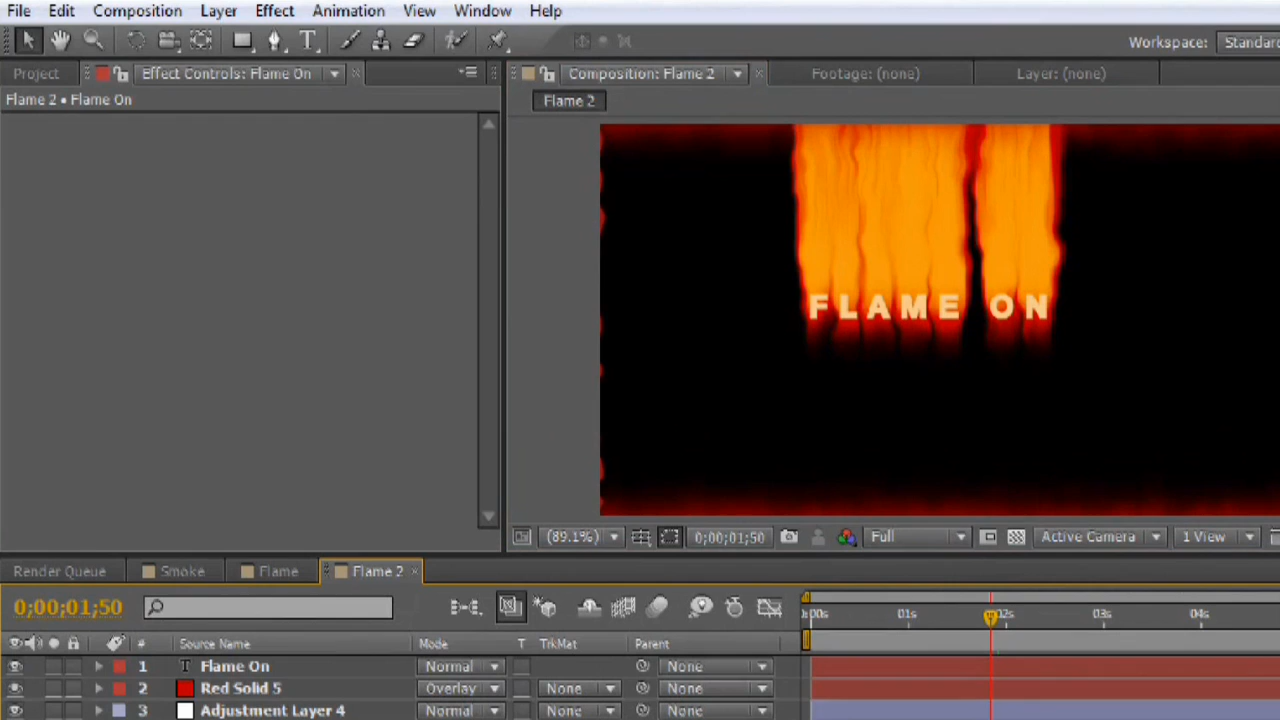 File Edit Composition Layer Effect Animation View Window Help
Workspace: Standard
Project Effect Controls: Flame On Composition: Flame 2 Footage: (none) Layer: (none)
Flame 2 • Flame On Flame 2
FLAME ON
(89.1%) 0;00;01;50 Full Active Camera 1 View
Render Queue Smoke Flame Flame 2
0;00;01;50
:00s 01s 02s 03s 04s
# Source Name Mode T TrkMat Parent
1 T Flame On Normal None
2 Red Solid 5 Overlay None None
3 Adjustment Layer 4 Normal None None